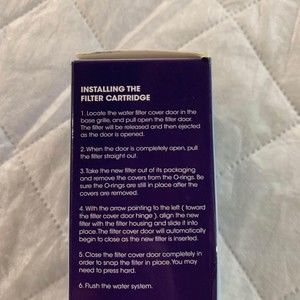 INSTALLING THE
FILTER CARTRIDGE
1. Locate the water filter cover door in the
base grille, and pull open the filter door.
The filter will be released and then ejected
as the door is opened.
2. When the door is completely open, pull
the filter straight out.
3. Take the new filter out of its packaging
and remove the covers from the O-rings. Be
sure the O-rings are still in place after the
covers are removed.
4. With the arrow pointing to the left ( toward
the filter cover door hinge ), align the new
filter with the filter housing and slide it into
place. The filter cover door will automatically
begin to close as the new filter is inserted.
5. Close the filter cover door completely in
order to snap the filter in place. You may
need to press hard.
6. Flush the water system.